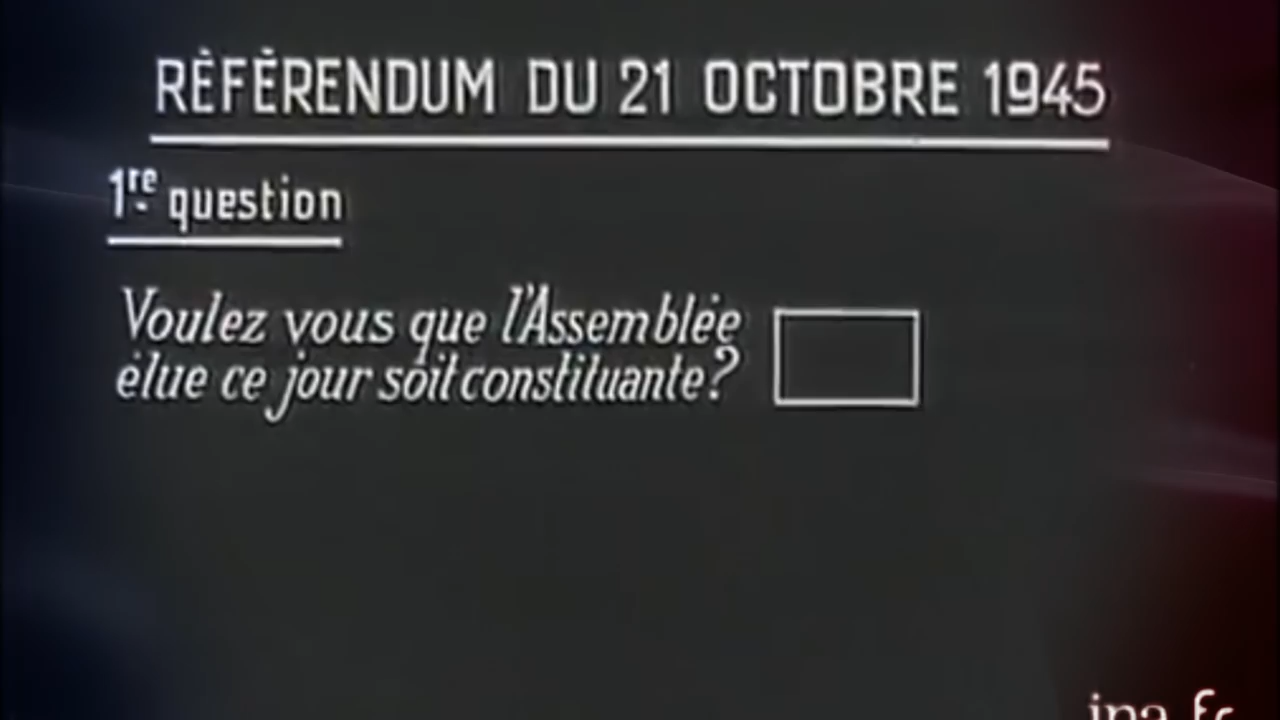 RÉFÉRENDUM DU 21 OCTOBRE 1945
1re question
Voulez vous que l'Assemblée
élue ce jour soit constituante?
ina.fr